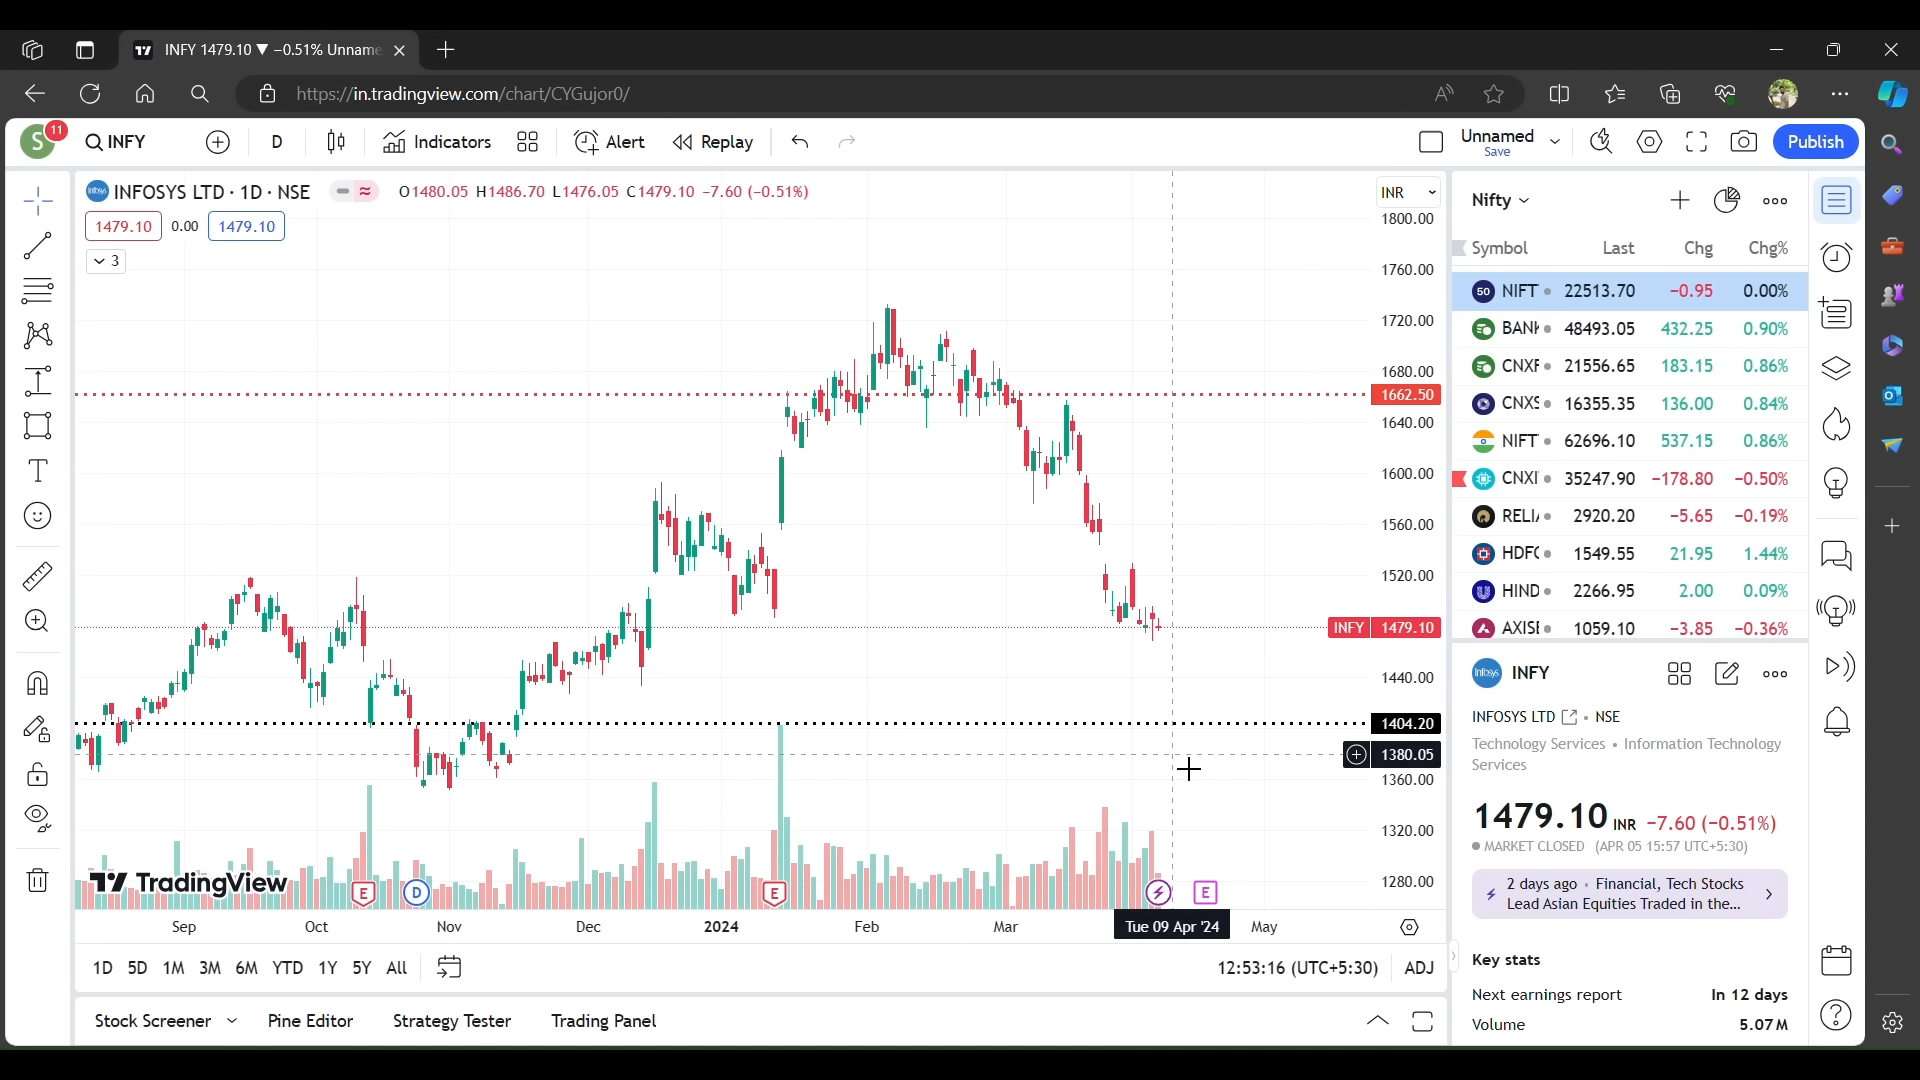 INFY 1479.10 ▼ −0.51% Unname
https://in.tradingview.com/chart/CYGujor0/
S 11 INFY D Indicators Alert Replay Unnamed Save Publish
INFOSYS LTD · 1D · NSE O1480.05 H1486.70 L1476.05 C1479.10 −7.60 (−0.51%) INR
1479.10 0.00 1479.10
3
1800.00
1760.00
1720.00
1680.00
1662.50
1640.00
1600.00
1560.00
1520.00
INFY 1479.10
1440.00
1404.20
1380.05
1360.00
1320.00
1280.00
TradingView
E D E E
Sep Oct Nov Dec 2024 Feb Mar Tue 09 Apr '24 May
1D 5D 1M 3M 6M YTD 1Y 5Y All 12:53:16 (UTC+5:30) ADJ
Stock Screener Pine Editor Strategy Tester Trading Panel
Nifty
Symbol Last Chg Chg%
50 NIFT 22513.70 −0.95 0.00%
BANK 48493.05 432.25 0.90%
CNXF 21556.65 183.15 0.86%
CNXS 16355.35 136.00 0.84%
NIFT 62696.10 537.15 0.86%
CNXI 35247.90 −178.80 −0.50%
RELI 2920.20 −5.65 −0.19%
HDFC 1549.55 21.95 1.44%
HIND 2266.95 2.00 0.09%
AXISI 1059.10 −3.85 −0.36%
Infosys INFY
INFOSYS LTD • NSE
Technology Services • Information Technology
Services
1479.10 INR −7.60 (−0.51%)
MARKET CLOSED (APR 05 15:57 UTC+5:30)
2 days ago • Financial, Tech Stocks
Lead Asian Equities Traded in the...
Key stats
Next earnings report In 12 days
Volume 5.07M